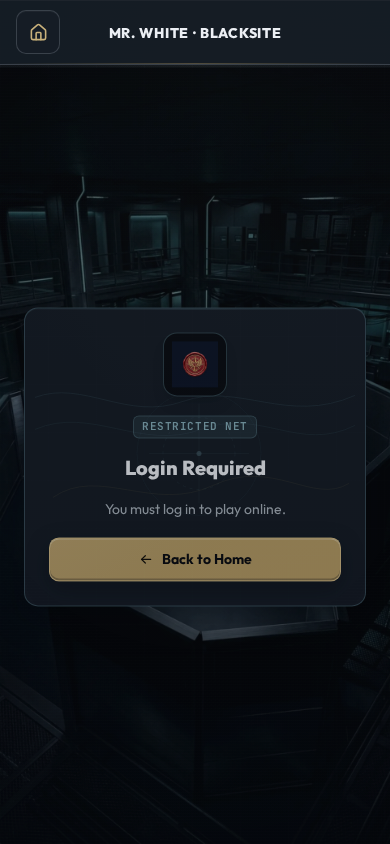 MR. WHITE · BLACKSITE
RESTRICTED NET
Login Required
You must log in to play online.
← Back to Home